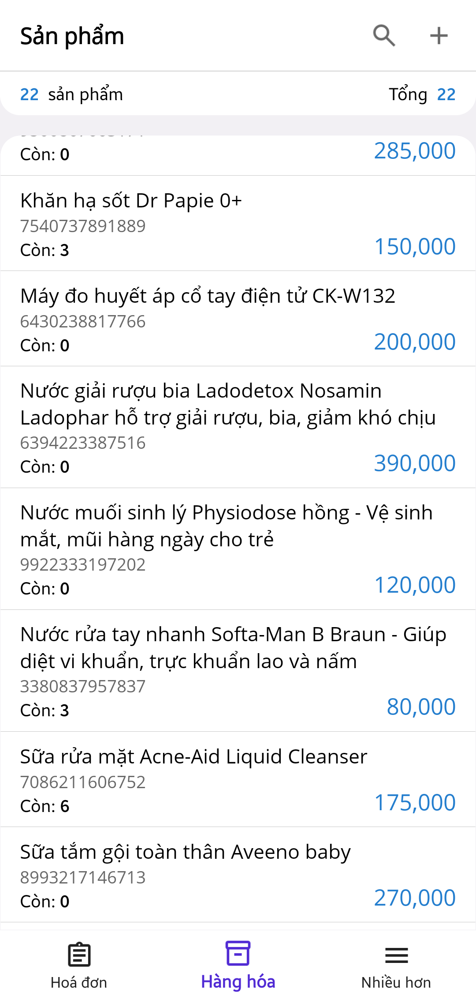 Sản phẩm
22 sản phẩm
Tổng 22
Còn: 0
285,000
Khăn hạ sốt Dr Papie 0+
7540737891889
Còn: 3
150,000
Máy đo huyết áp cổ tay điện tử CK-W132
6430238817766
Còn: 0
200,000
Nước giải rượu bia Ladodetox Nosamin
Ladophar hỗ trợ giải rượu, bia, giảm khó chịu
6394223387516
Còn: 0
390,000
Nước muối sinh lý Physiodose hồng - Vệ sinh
mắt, mũi hàng ngày cho trẻ
9922333197202
Còn: 0
120,000
Nước rửa tay nhanh Softa-Man B Braun - Giúp
diệt vi khuẩn, trực khuẩn lao và nấm
3380837957837
Còn: 3
80,000
Sữa rửa mặt Acne-Aid Liquid Cleanser
7086211606752
Còn: 6
175,000
Sữa tắm gội toàn thân Aveeno baby
8993217146713
Còn: 0
270,000
Hoá đơn
Hàng hóa
Nhiều hơn